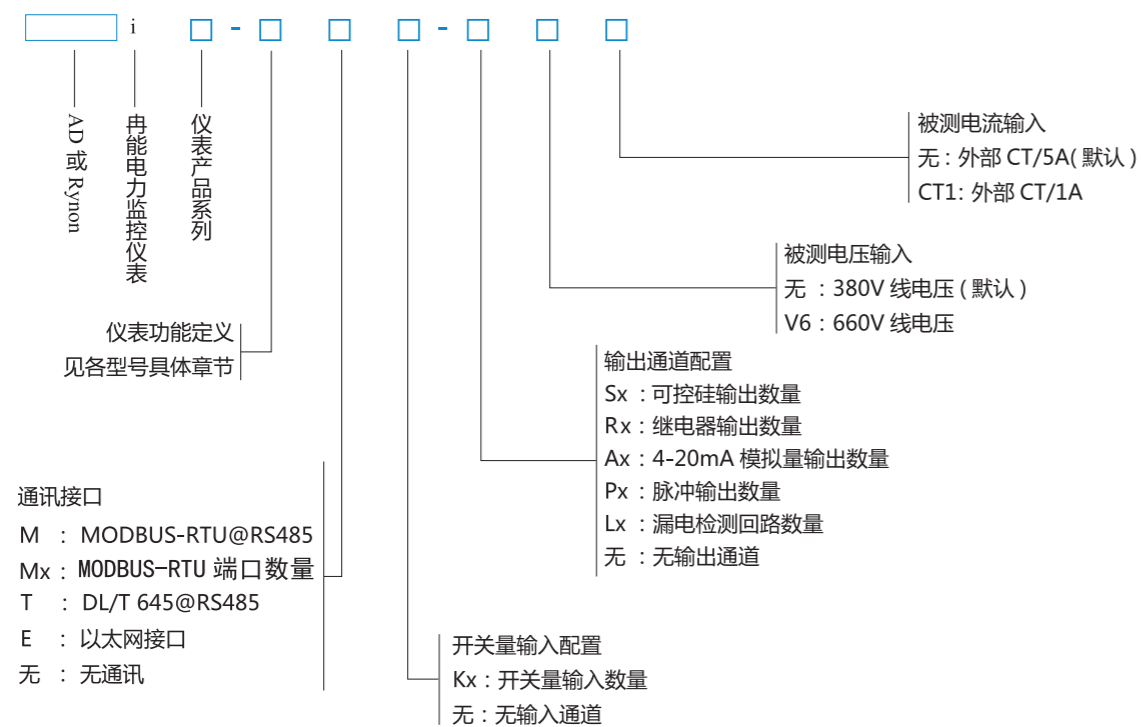 i
-
-
AD 或 Rynon
冉能电力监控仪表
仪表产品系列
被测电流输入
无：外部 CT/5A( 默认 )
CT1: 外部 CT/1A
被测电压输入
无 ：380V 线电压 ( 默认 )
V6：660V 线电压
仪表功能定义
见各型号具体章节
输出通道配置
Sx ：可控硅输出数量
Rx：继电器输出数量
Ax：4-20mA 模拟量输出数量
Px ：脉冲输出数量
Lx ：漏电检测回路数量
无 ：无输出通道
通讯接口
M ： MODBUS-RTU@RS485
Mx： MODBUS-RTU 端口数量
T ： DL/T 645@RS485
E ： 以太网接口
无 ： 无通讯
开关量输入配置
Kx：开关量输入数量
无：无输入通道